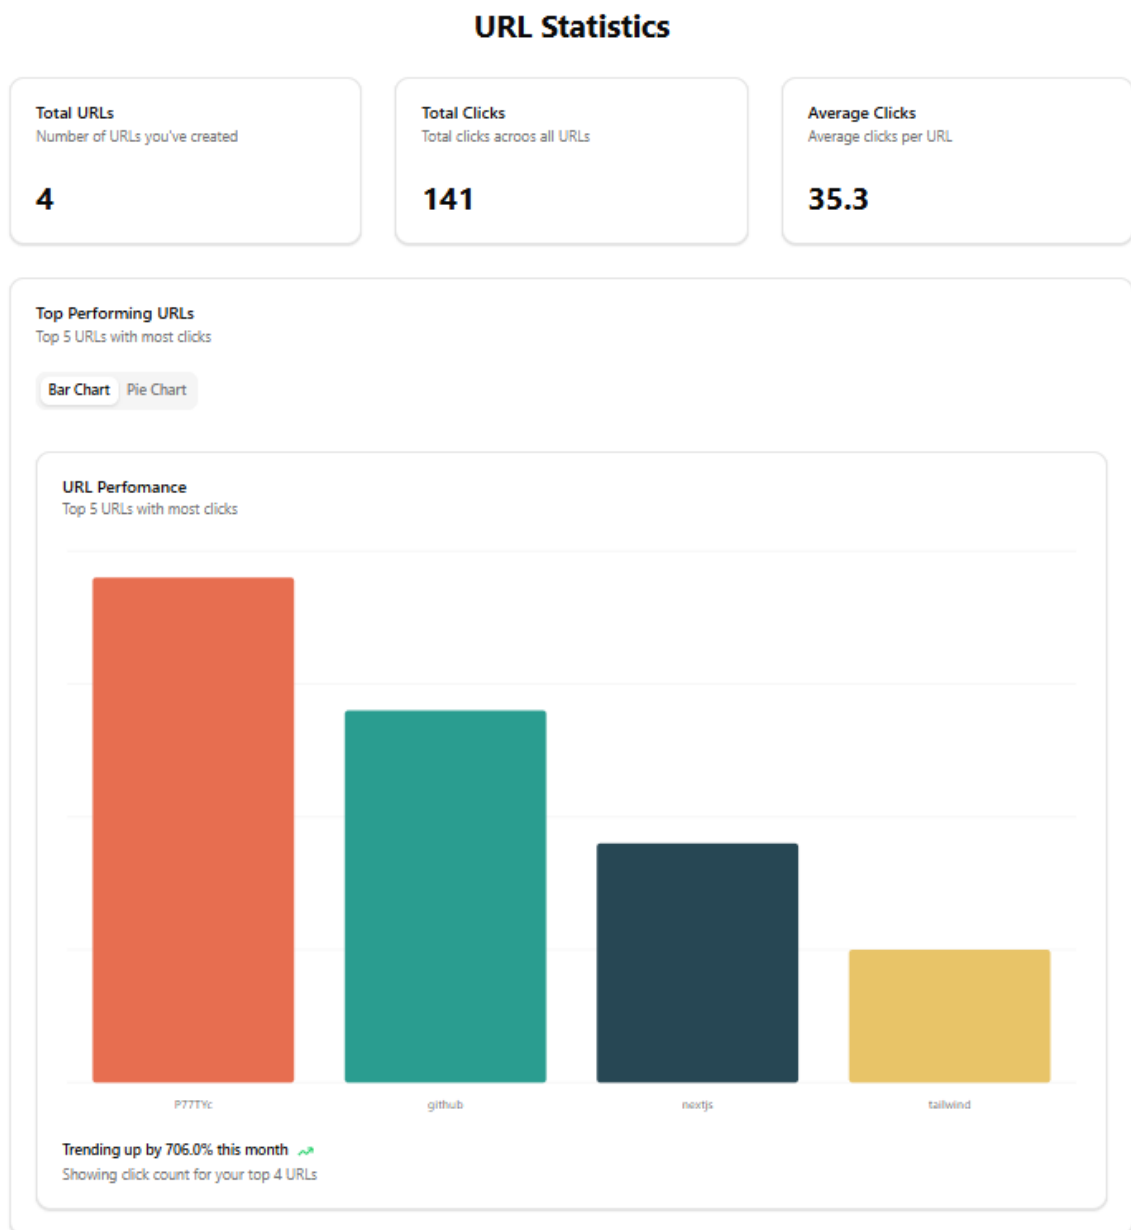 URL Statistics
Total URLs
Number of URLs you've created
4
Total Clicks
Total clicks acroos all URLs
141
Average Clicks
Average clicks per URL
35.3
Top Performing URLs
Top 5 URLs with most clicks
Bar Chart Pie Chart
URL Perfomance
Top 5 URLs with most clicks
P77TYc github nextjs tailwind
Trending up by 706.0% this month
Showing click count for your top 4 URLs